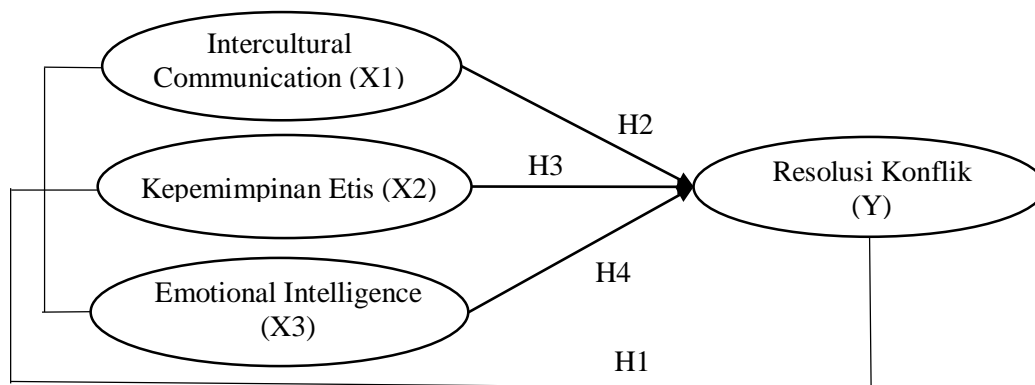 Intercultural
Communication (X1)
H2
Kepemimpinan Etis (X2)
H3
Resolusi Konflik
(Y)
Emotional Intelligence
(X3)
H4
H1